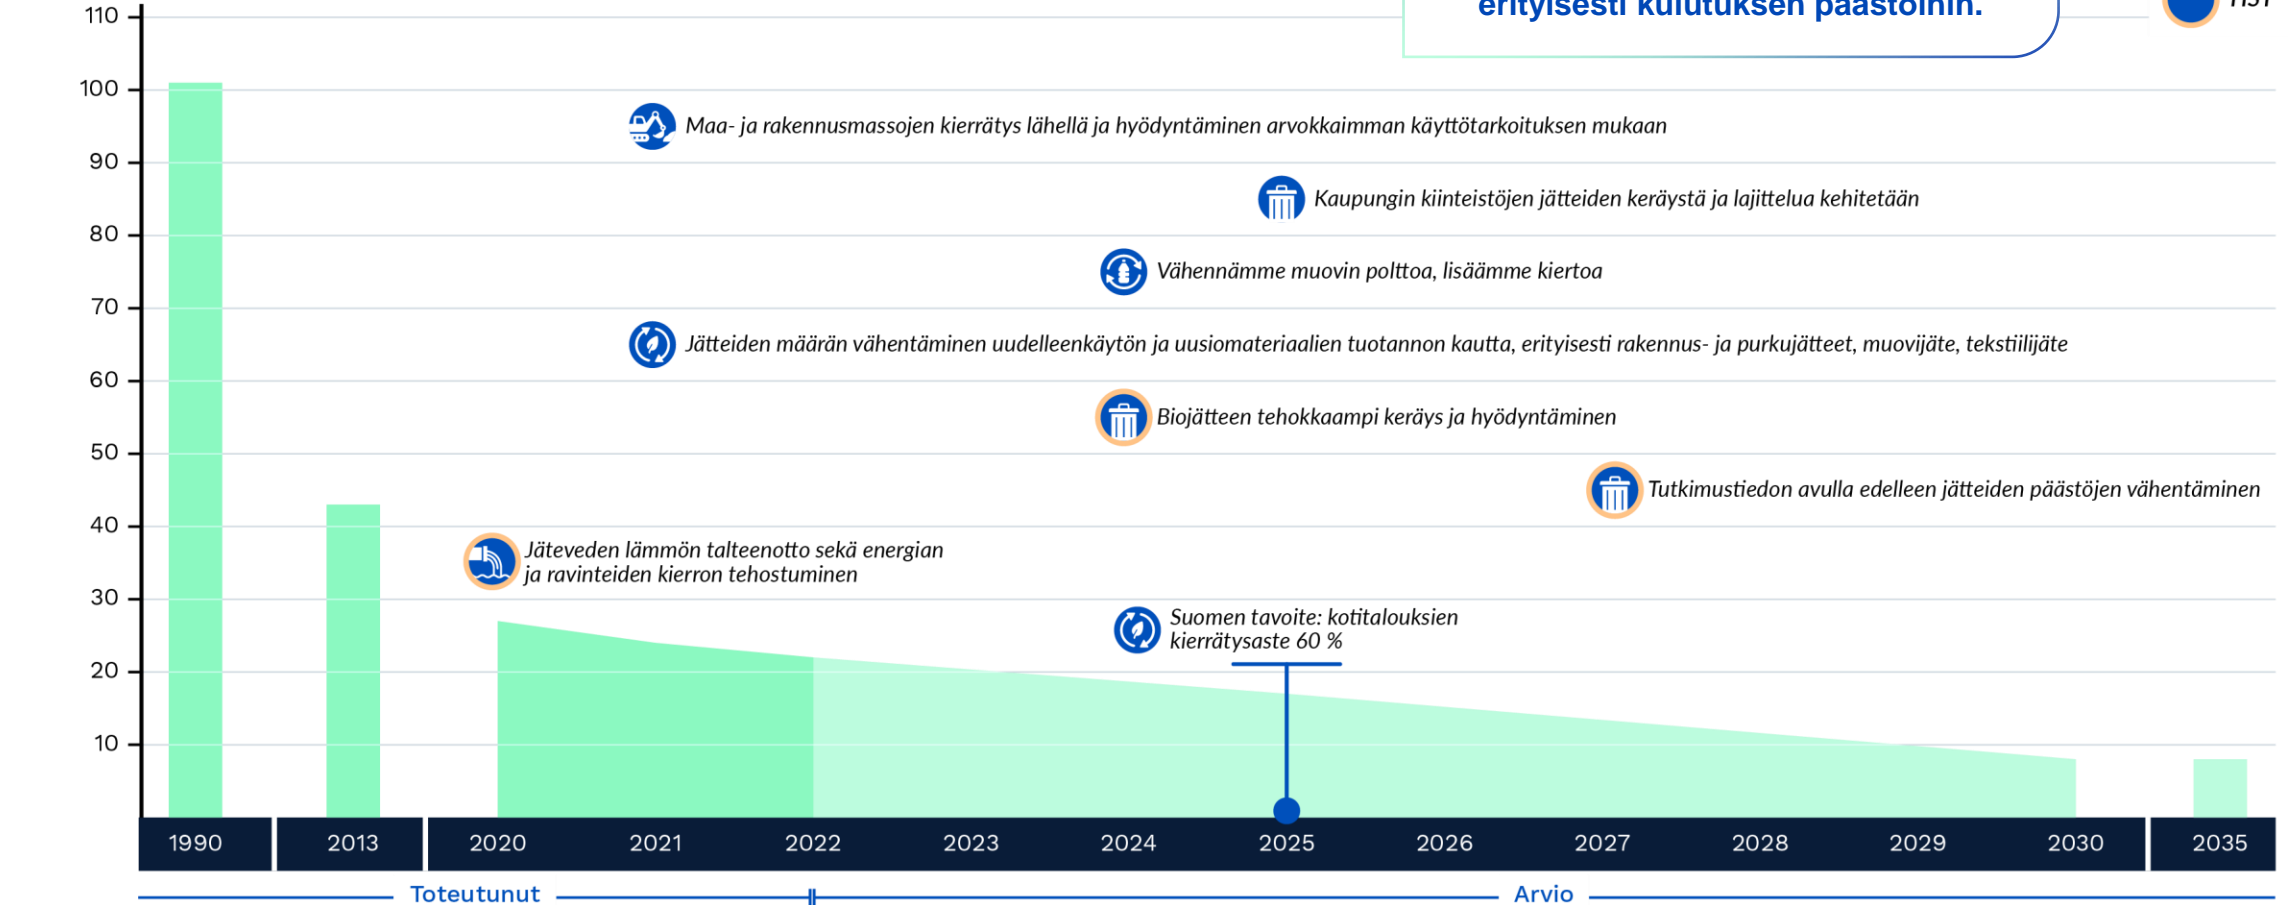 erityisesti kulutuksen päästöihin.
110
100
90
80
70
60
50
40
30
20
10
Maa- ja rakennusmassojen kierrätys lähellä ja hyödyntäminen arvokkaimman käyttötarkoituksen mukaan
Kaupungin kiinteistöjen jätteiden keräystä ja lajittelua kehitetään
Vähennämme muovin polttoa, lisäämme kiertoa
Jätteiden määrän vähentäminen uudelleenkäytön ja uusiomateriaalien tuotannon kautta, erityisesti rakennus- ja purkujätteet, muovijäte, tekstiilijäte
Biojätteen tehokkaampi keräys ja hyödyntäminen
Tutkimustiedon avulla edelleen jätteiden päästöjen vähentäminen
Jäteveden lämmön talteenotto sekä energian
ja ravinteiden kierron tehostuminen
Suomen tavoite: kotitalouksien
kierrätysaste 60 %
1990 2013 2020 2021 2022 2023 2024 2025 2026 2027 2028 2029 2030 2035
Toteutunut Arvio